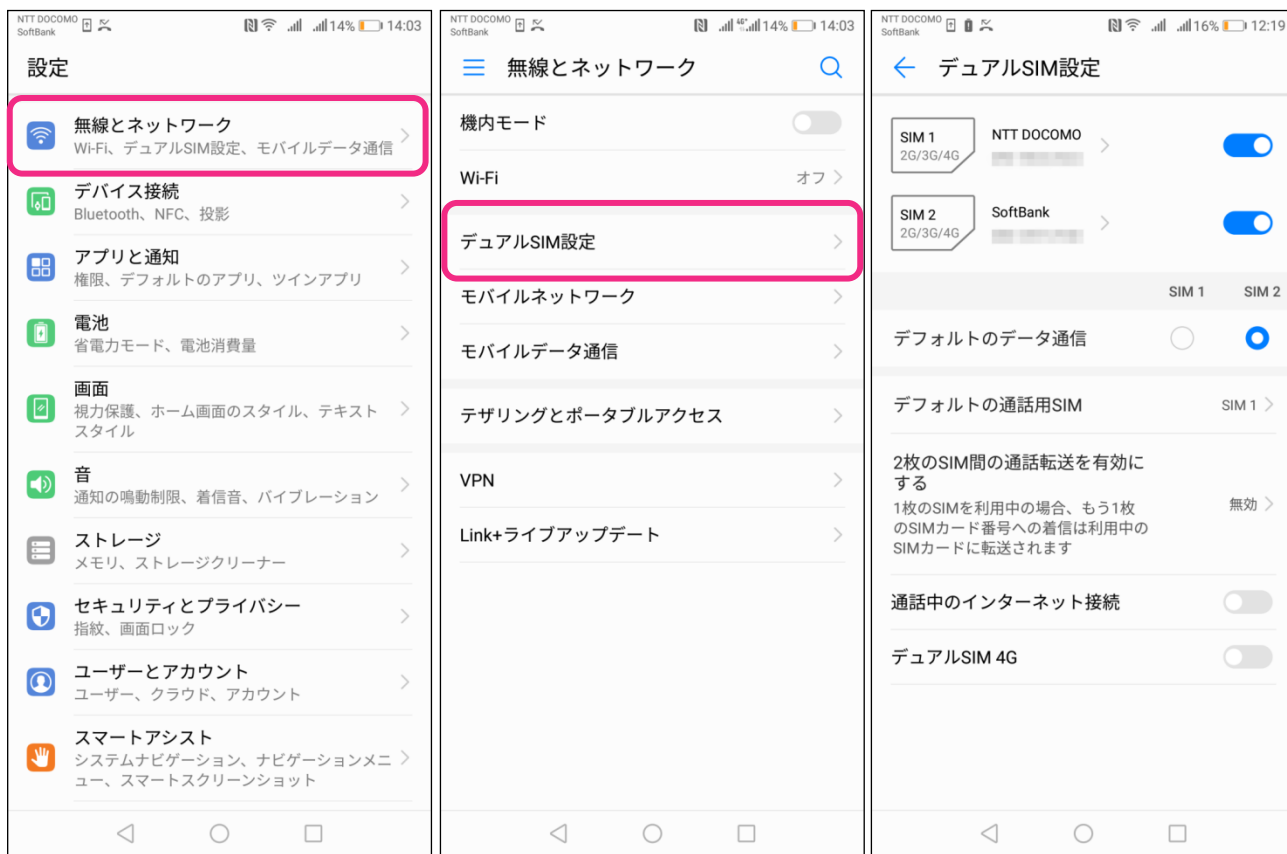 NTT DOCOMO
SoftBank
14% 14:03
設定
無線とネットワーク
Wi-Fi、デュアルSIM設定、モバイルデータ通信
デバイス接続
Bluetooth、NFC、投影
アプリと通知
権限、デフォルトのアプリ、ツインアプリ
電池
省電力モード、電池消費量
画面
視力保護、ホーム画面のスタイル、テキスト
スタイル
音
通知の鳴動制限、着信音、バイブレーション
ストレージ
メモリ、ストレージクリーナー
セキュリティとプライバシー
指紋、画面ロック
ユーザーとアカウント
ユーザー、クラウド、アカウント
スマートアシスト
システムナビゲーション、ナビゲーションメニ
ュー、スマートスクリーンショット
NTT DOCOMO
SoftBank
14% 14:03
無線とネットワーク
機内モード
Wi-Fi オフ
デュアルSIM設定
モバイルネットワーク
モバイルデータ通信
テザリングとポータブルアクセス
VPN
Link+ライブアップデート
NTT DOCOMO
SoftBank
16% 12:19
デュアルSIM設定
SIM 1
2G/3G/4G
NTT DOCOMO
SIM 2
2G/3G/4G
SoftBank
SIM 1 SIM 2
デフォルトのデータ通信
デフォルトの通話用SIM SIM 1
2枚のSIM間の通話転送を有効に
する
1枚のSIMを利用中の場合、もう1枚
のSIMカード番号への着信は利用中の
SIMカードに転送されます
無効
通話中のインターネット接続
デュアルSIM 4G